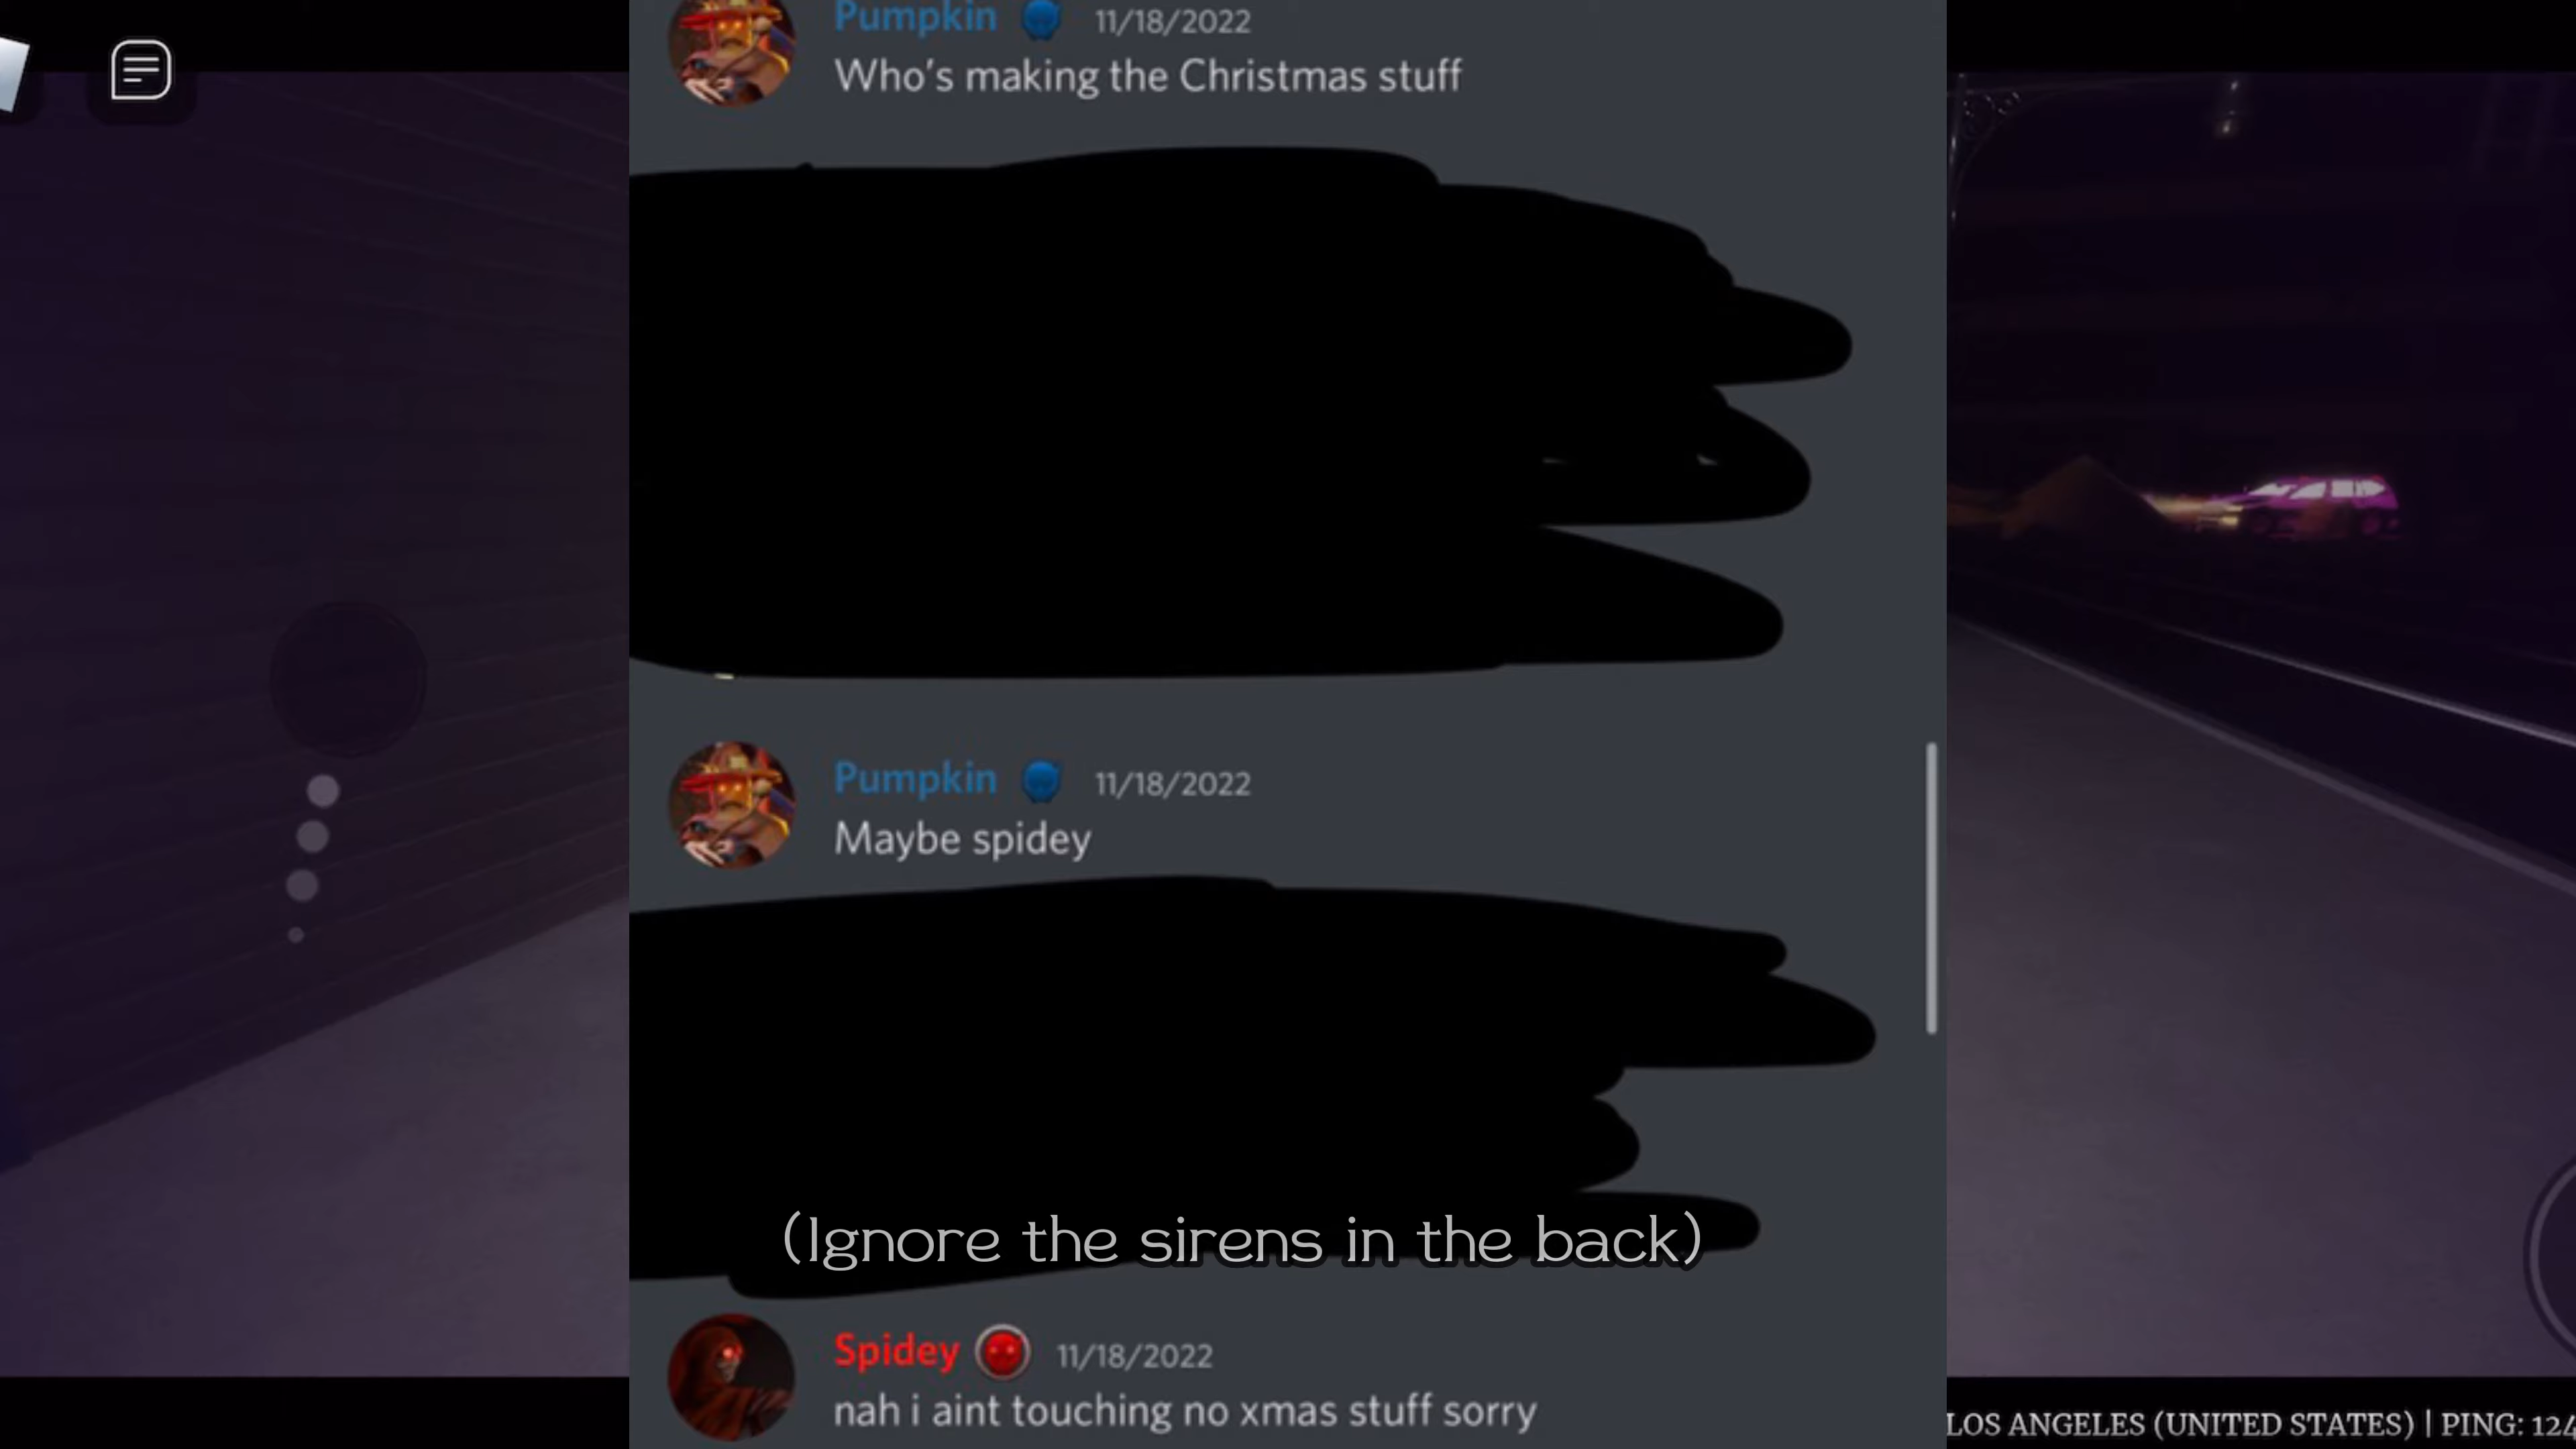 Pumpkin 11/18/2022
Who's making the Christmas stuff
Pumpkin 11/18/2022
Maybe spidey
(Ignore the sirens in the back)
Spidey 11/18/2022
nah i aint touching no xmas stuff sorry
LOS ANGELES (UNITED STATES) | PING: